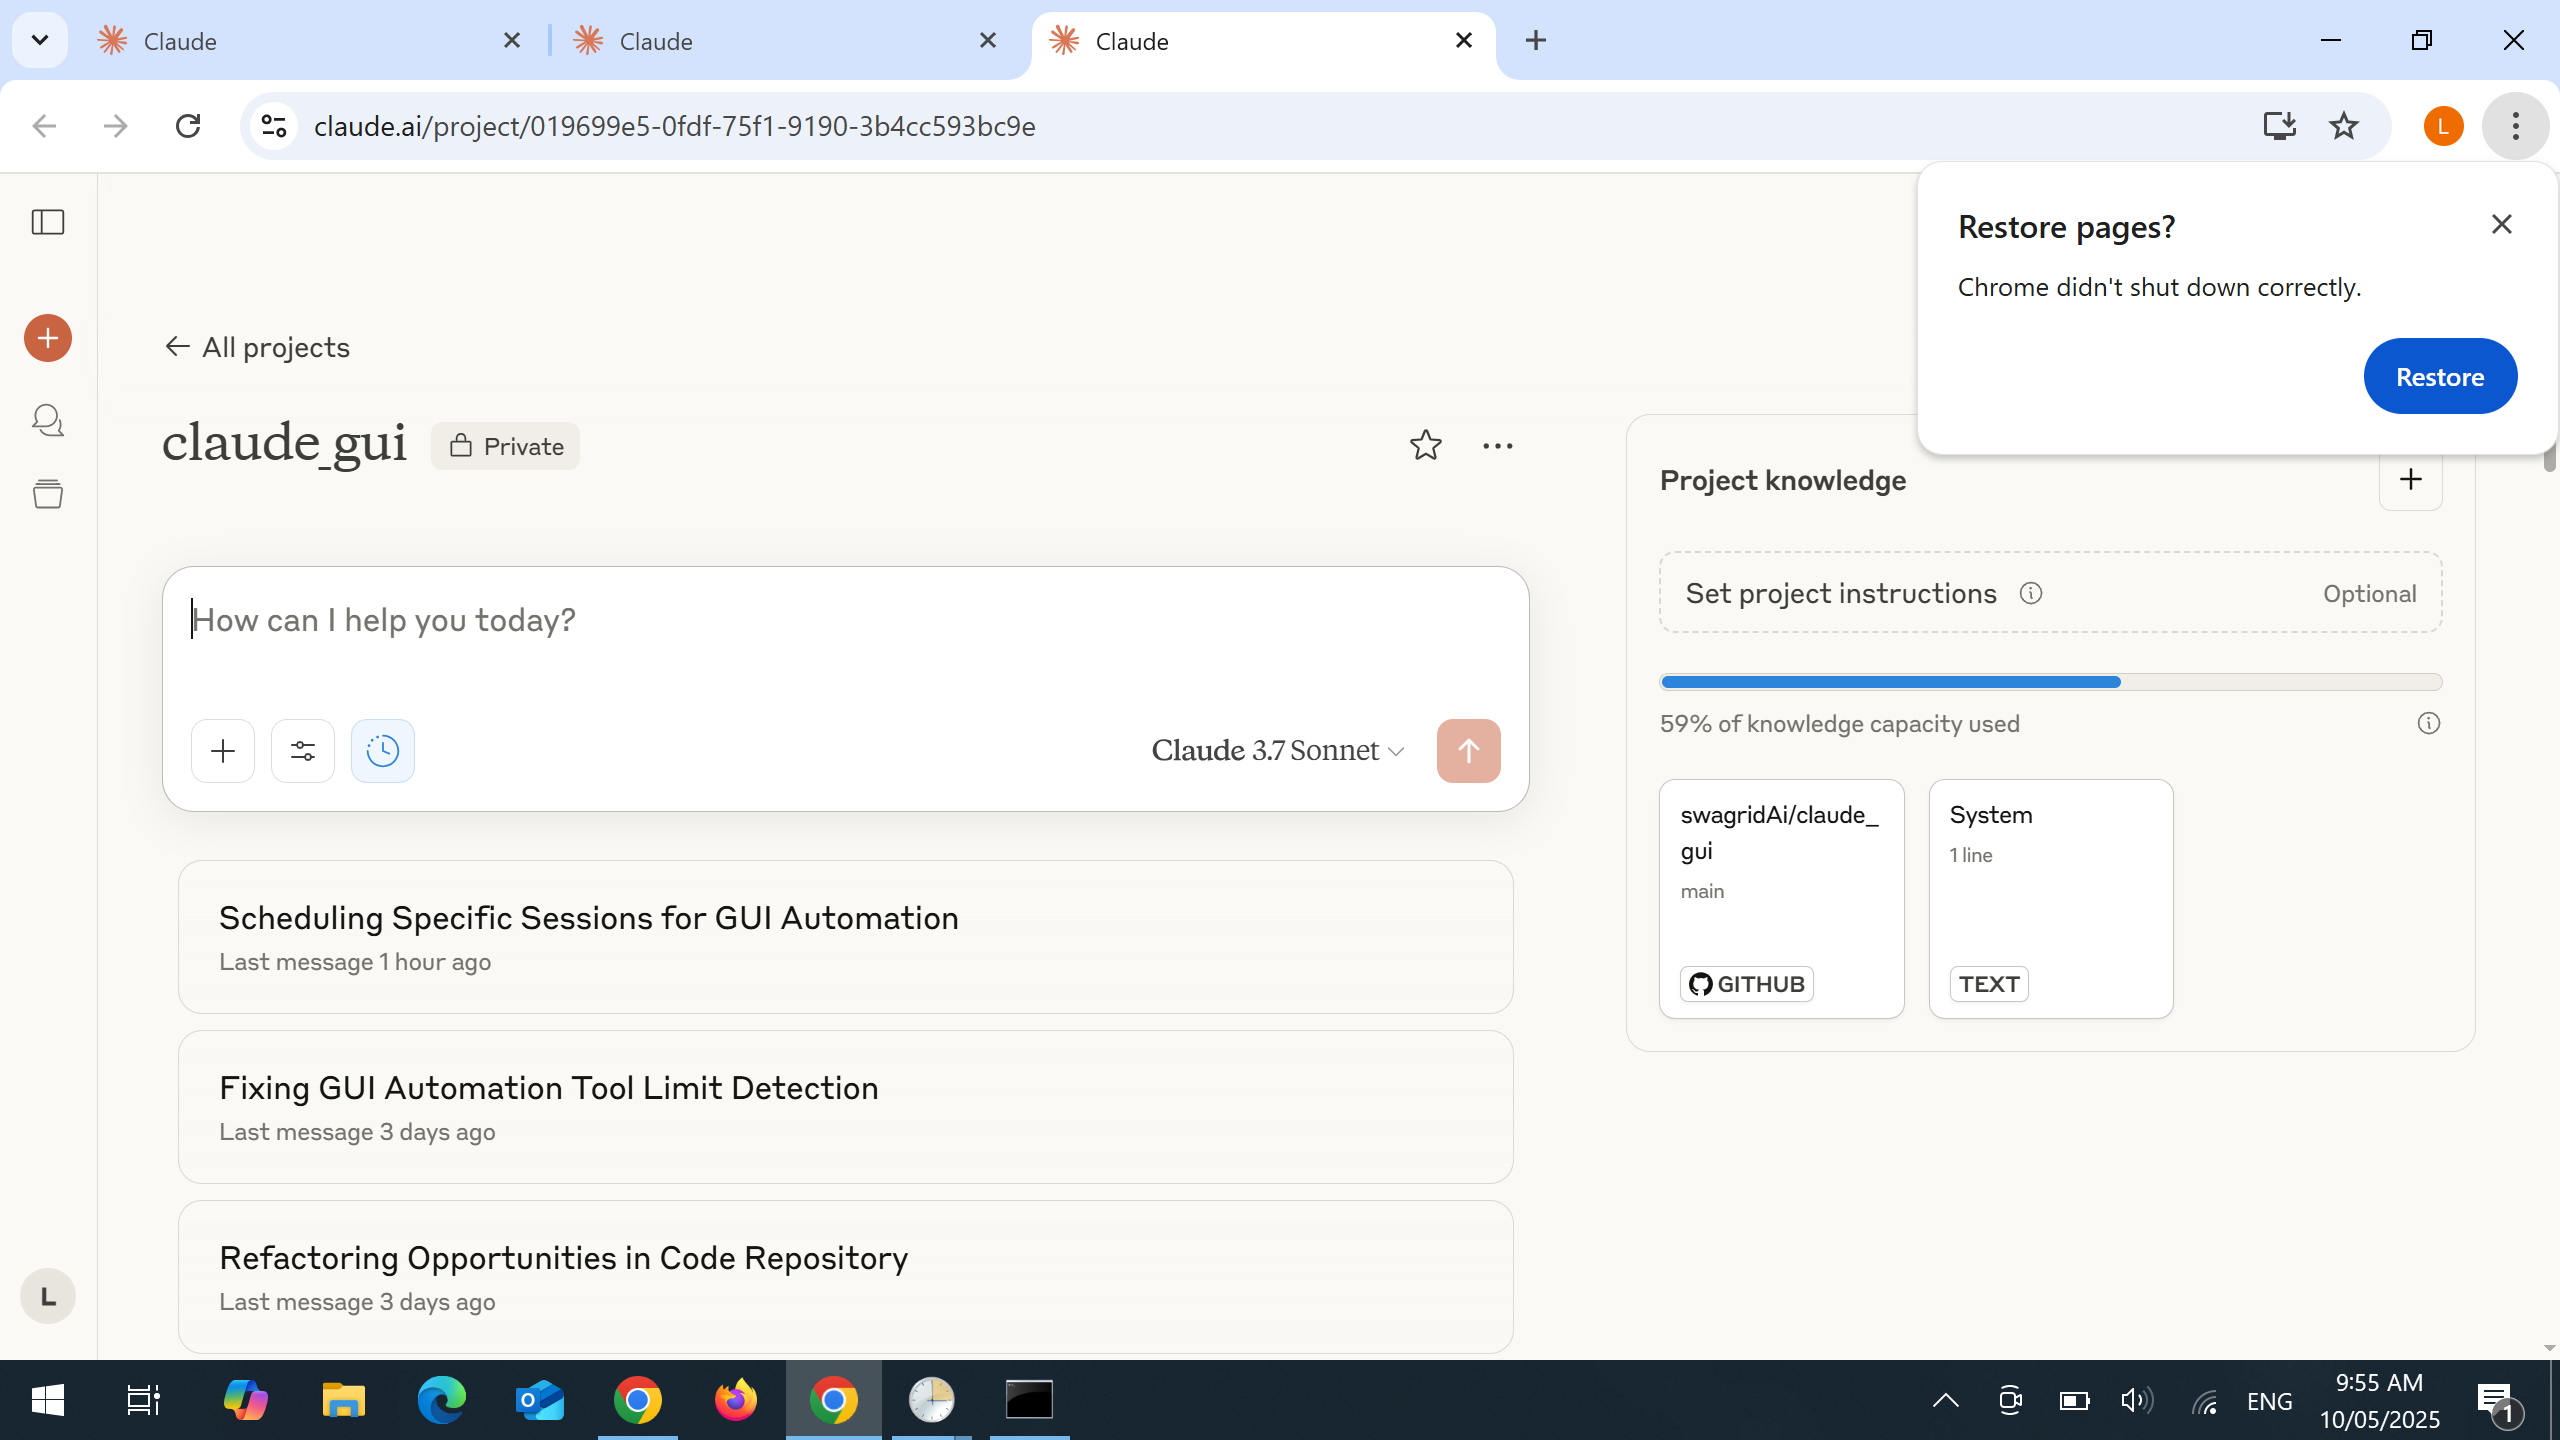 Claude
Claude
Claude
claude.ai/project/019699e5-0fdf-75f1-9190-3b4cc593bc9e
L
Restore pages?
Chrome didn't shut down correctly.
Restore
All projects
claude_gui
Private
How can I help you today?
Claude 3.7 Sonnet
Scheduling Specific Sessions for GUI Automation
Last message 1 hour ago
Fixing GUI Automation Tool Limit Detection
Last message 3 days ago
Refactoring Opportunities in Code Repository
Last message 3 days ago
Project knowledge
Set project instructions
Optional
59% of knowledge capacity used
swagridAi/claude_
gui
main
GITHUB
System
1 line
TEXT
L
ENG
9:55 AM
10/05/2025
1